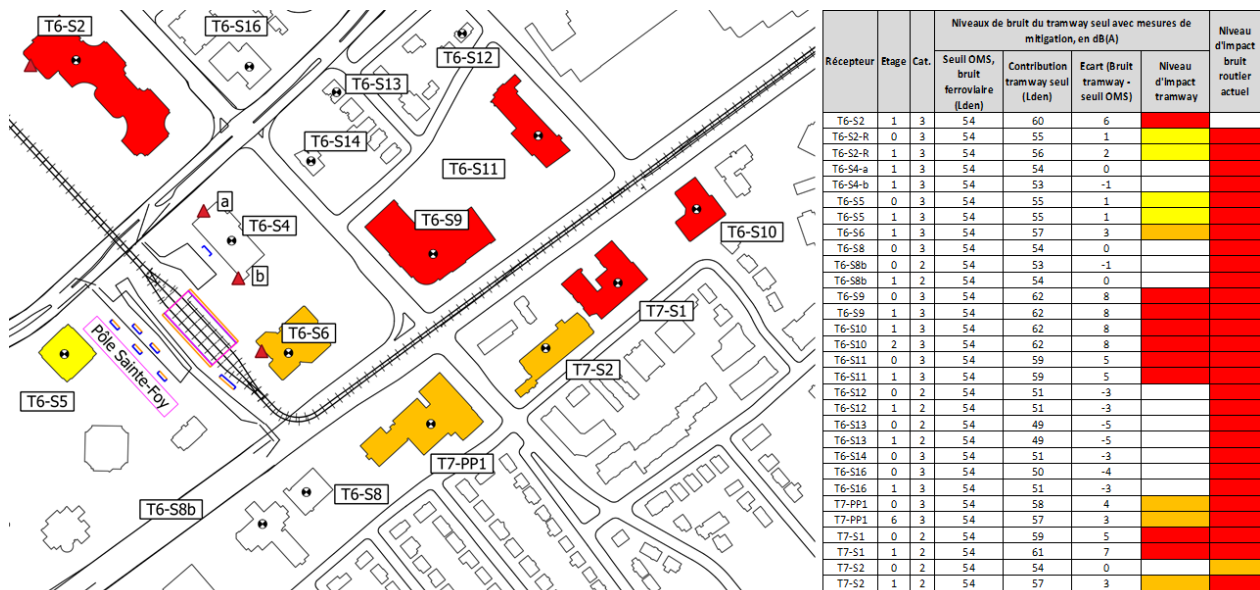 T6-S2
T6-S16
T6-S12
T6-S13
T6-S14
T6-S11
a
T6-S4
T6-S9
T6-S10
b
T7-S1
T6-S6
T7-S2
Pôle Sainte-Foy
T6-S5
T7-PP1
T6-S8
T6-S8b
Récepteur Etage Cat. Niveaux de bruit du tramway seul avec mesures de mitigation, en dB(A) Niveau d'impact bruit routier actuel
Seuil OMS, bruit ferroviaire (Lden) Contribution tramway seul (Lden) Ecart (Bruit tramway - seuil OMS) Niveau d'impact tramway
T6-S2 1 3 54 60 6
T6-S2-R 0 3 54 55 1
T6-S2-R 1 3 54 56 2
T6-S4-a 1 3 54 54 0
T6-S4-b 1 3 54 53 -1
T6-S5 0 3 54 55 1
T6-S5 1 3 54 55 1
T6-S6 1 3 54 57 3
T6-S8 0 3 54 54 0
T6-S8b 0 2 54 53 -1
T6-S8b 1 2 54 54 0
T6-S9 0 3 54 62 8
T6-S9 1 3 54 62 8
T6-S10 1 3 54 62 8
T6-S10 2 3 54 62 8
T6-S11 0 3 54 59 5
T6-S11 1 3 54 59 5
T6-S12 0 2 54 51 -3
T6-S12 1 2 54 51 -3
T6-S13 0 2 54 49 -5
T6-S13 1 2 54 49 -5
T6-S14 0 3 54 51 -3
T6-S16 0 3 54 50 -4
T6-S16 1 3 54 51 -3
T7-PP1 0 3 54 58 4
T7-PP1 6 3 54 57 3
T7-S1 0 2 54 59 5
T7-S1 1 2 54 61 7
T7-S2 0 2 54 54 0
T7-S2 1 2 54 57 3